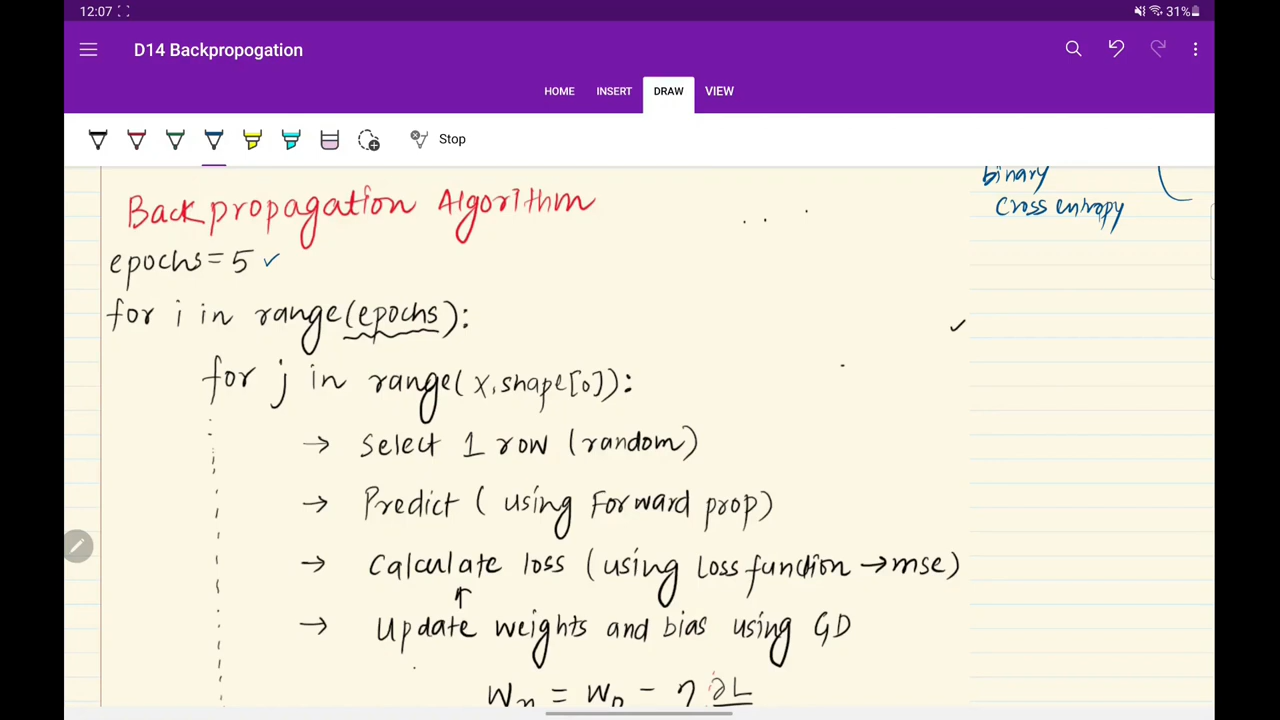 12:07
31%
D14 Backpropogation
HOME INSERT DRAW VIEW
Stop
binary
Cross entropy
Backpropagation Algorithm
epochs = 5 ✓
for i in range(epochs):
for j in range(x.shape[0]):
→ Select 1 row (random)
→ Predict (using Forward prop)
→ Calculate loss (using Loss function → mse)
→ Update weights and bias using GD
Wn = W0 - η ∂L